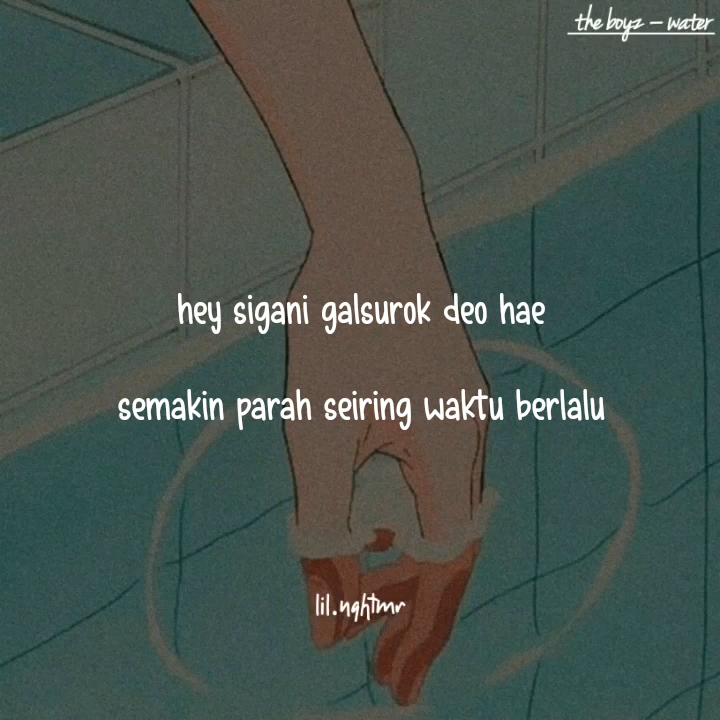 the boyz – water
hey sigani galsurok deo hae
semakin parah seiring waktu berlalu
lil.nghtmr